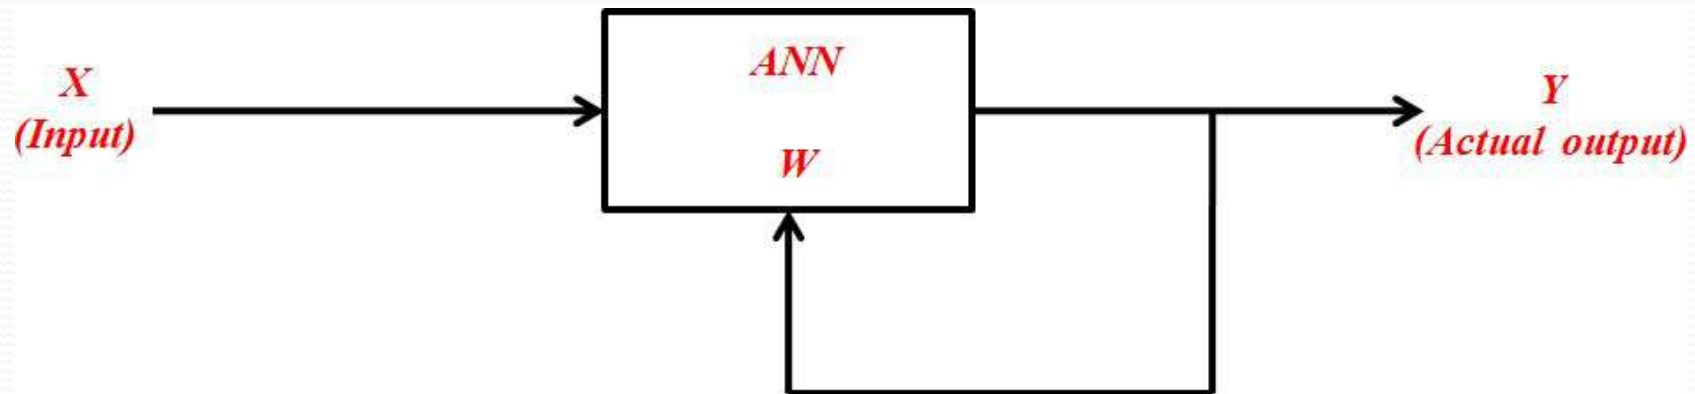 X
(Input)
ANN
W
Y
(Actual output)